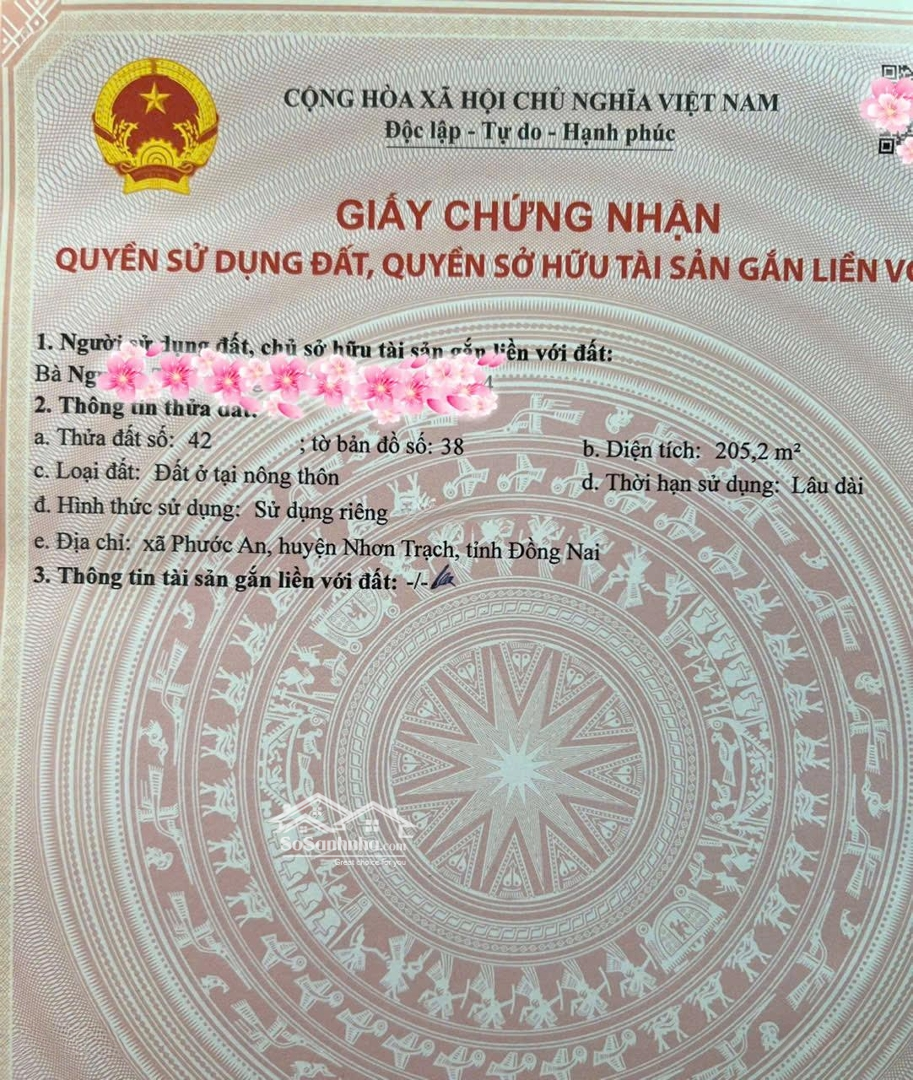 CỘNG HÒA XÃ HỘI CHỦ NGHĨA VIỆT NAM
Độc lập - Tự do - Hạnh phúc
GIẤY CHỨNG NHẬN
QUYỀN SỬ DỤNG ĐẤT, QUYỀN SỞ HỮU TÀI SẢN GẮN LIỀN
1. Người sử dụng đất, chủ sở hữu tài sản gắn liền với đất:
Bà
2. Thông tin thửa đất:
a. Thửa đất số: 42 ; tờ bản đồ số: 38 b. Diện tích: 205,2 m²
c. Loại đất: Đất ở tại nông thôn d. Thời hạn sử dụng: Lâu dài
đ. Hình thức sử dụng: Sử dụng riêng
e. Địa chỉ: xã Phước An, huyện Nhơn Trạch, tỉnh Đồng Nai
3. Thông tin tài sản gắn liền với đất: -/-
SoSanhnha.com
Great choice for you